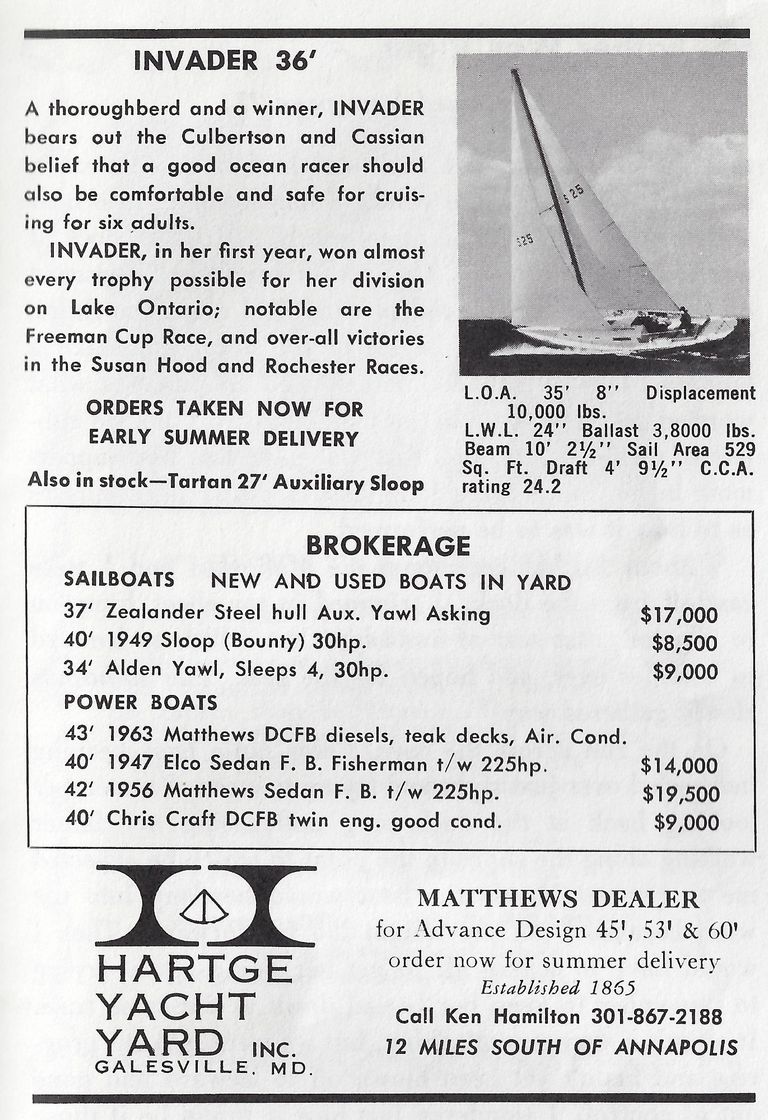 INVADER 36'
A thoroughberd and a winner, INVADER
bears out the Culbertson and Cassian
belief that a good ocean racer should
also be comfortable and safe for cruis-
ing for six adults.
INVADER, in her first year, won almost
every trophy possible for her division
on Lake Ontario; notable are the
Freeman Cup Race, and over-all victories
in the Susan Hood and Rochester Races.
ORDERS TAKEN NOW FOR
EARLY SUMMER DELIVERY
Also in stock—Tartan 27' Auxiliary Sloop
S 25
S25
L.O.A. 35' 8'' Displacement
10,000 lbs.
L.W.L. 24'' Ballast 3,8000 lbs.
Beam 10' 2½'' Sail Area 529
Sq. Ft. Draft 4' 9½'' C.C.A.
rating 24.2
BROKERAGE
SAILBOATS NEW AND USED BOATS IN YARD
37' Zealander Steel hull Aux. Yawl Asking $17,000
40' 1949 Sloop (Bounty) 30hp. $8,500
34' Alden Yawl, Sleeps 4, 30hp. $9,000
POWER BOATS
43' 1963 Matthews DCFB diesels, teak decks, Air. Cond.
40' 1947 Elco Sedan F. B. Fisherman t/w 225hp. $14,000
42' 1956 Matthews Sedan F. B. t/w 225hp. $19,500
40' Chris Craft DCFB twin eng. good cond. $9,000
HARTGE
YACHT
YARD INC.
GALESVILLE, MD.
MATTHEWS DEALER
for Advance Design 45', 53' & 60'
order now for summer delivery
Established 1865
Call Ken Hamilton 301-867-2188
12 MILES SOUTH OF ANNAPOLIS